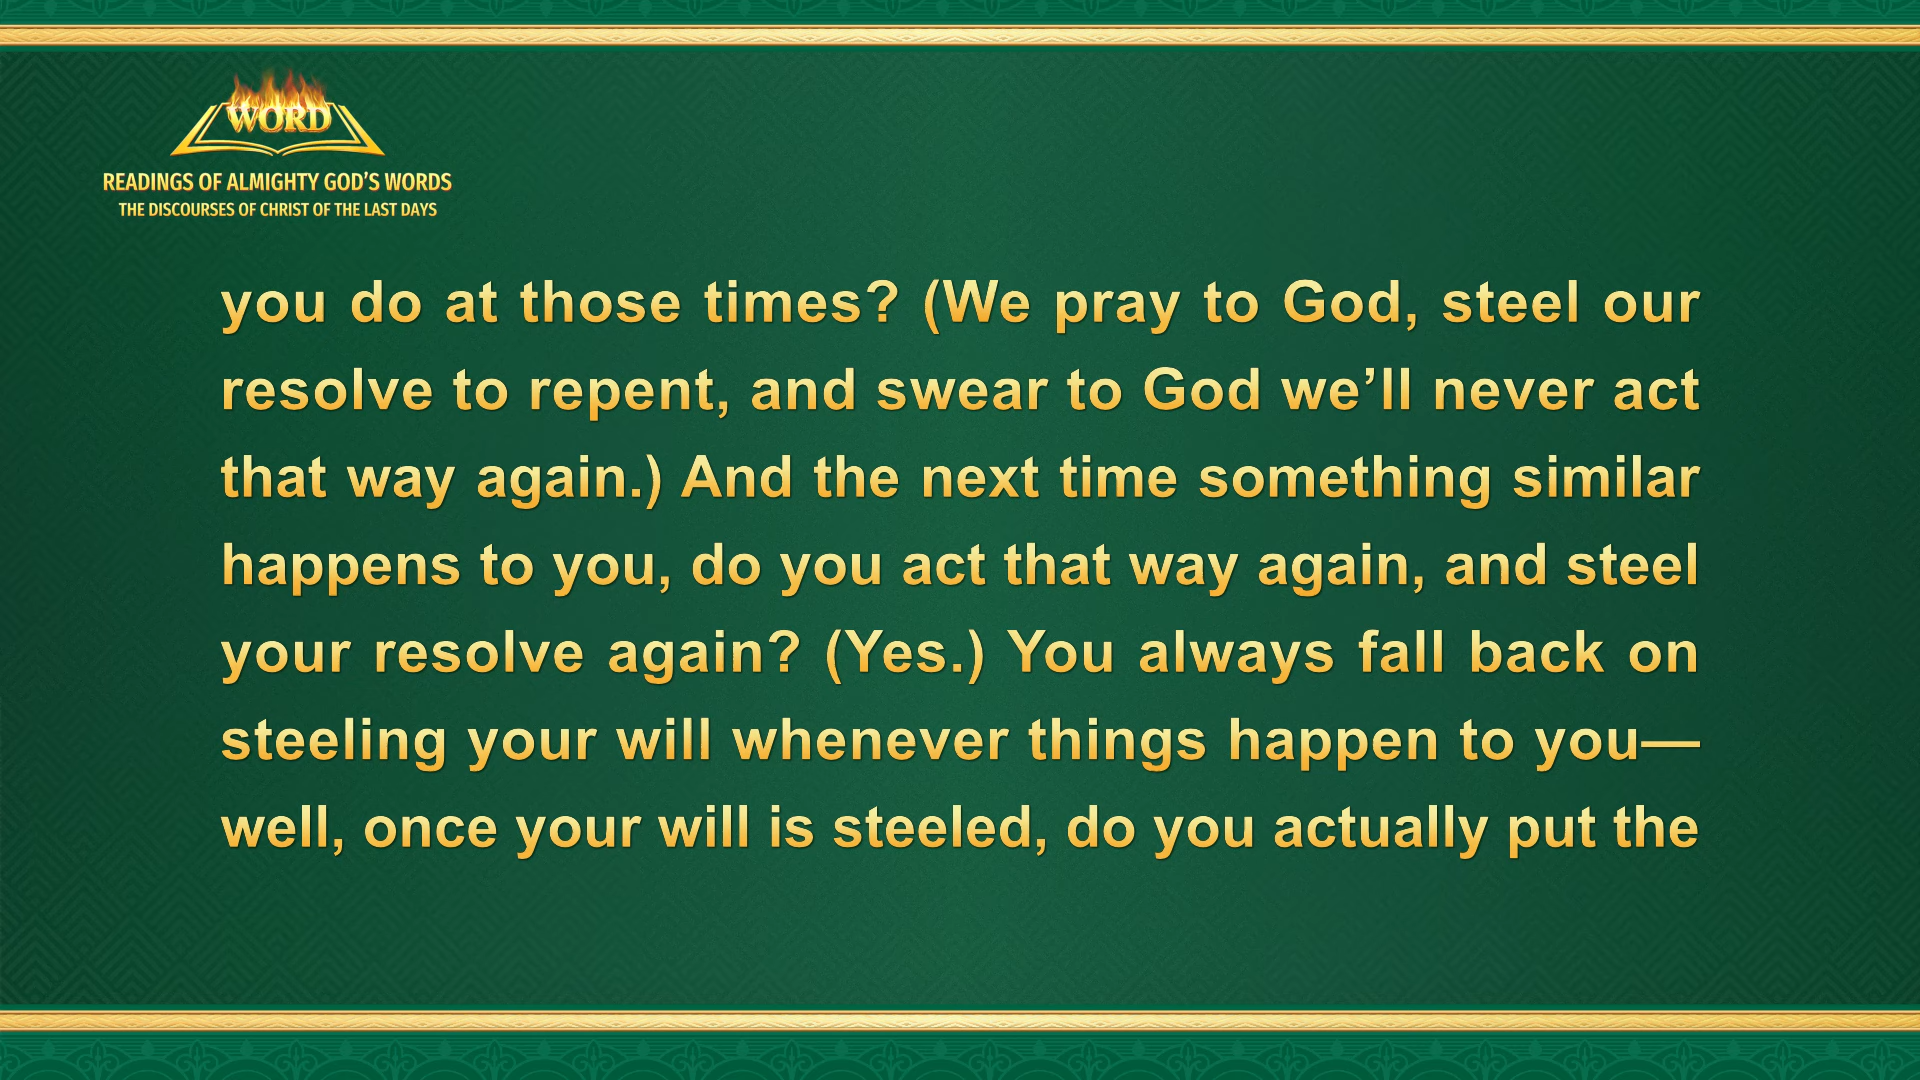 WORD
READINGS OF ALMIGHTY GOD’S WORDS
THE DISCOURSES OF CHRIST OF THE LAST DAYS
you do at those times? (We pray to God, steel our
resolve to repent, and swear to God we’ll never act
that way again.) And the next time something similar
happens to you, do you act that way again, and steel
your resolve again? (Yes.) You always fall back on
steeling your will whenever things happen to you—
well, once your will is steeled, do you actually put the